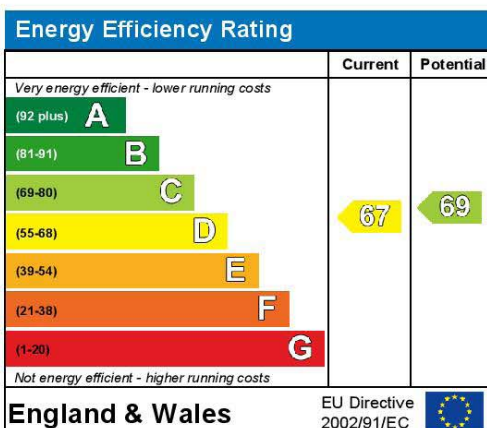 Energy Efficiency Rating
Current Potential
Very energy efficient - lower running costs
(92 plus) A
(81-91) B
(69-80) C
(55-68) D
(39-54) E
(21-38) F
(1-20) G
67
69
Not energy efficient - higher running costs
England & Wales
EU Directive
2002/91/EC